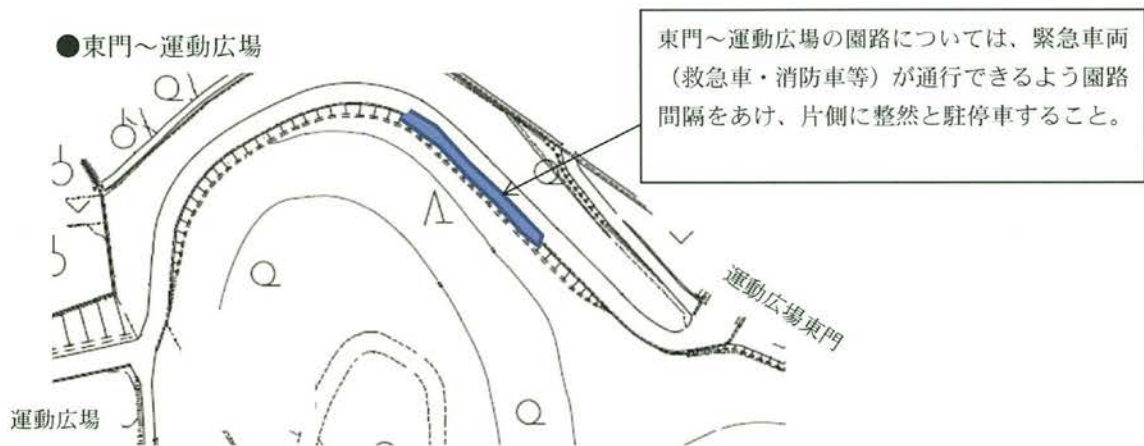 ●東門～運動広場
東門～運動広場の園路については、緊急車両
（救急車・消防車等）が通行できるよう園路
間隔をあけ、片側に整然と駐停車すること。
運動広場東門
運動広場